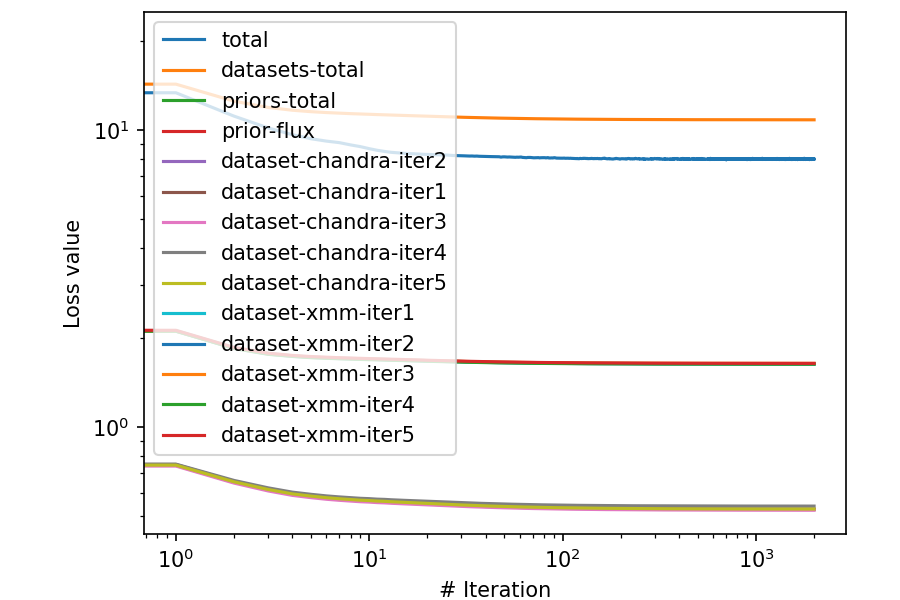 total
datasets-total
priors-total
prior-flux
dataset-chandra-iter2
dataset-chandra-iter1
dataset-chandra-iter3
dataset-chandra-iter4
dataset-chandra-iter5
dataset-xmm-iter1
dataset-xmm-iter2
dataset-xmm-iter3
dataset-xmm-iter4
dataset-xmm-iter5
10¹
10⁰
Loss value
10⁰ 10¹ 10² 10³
# Iteration